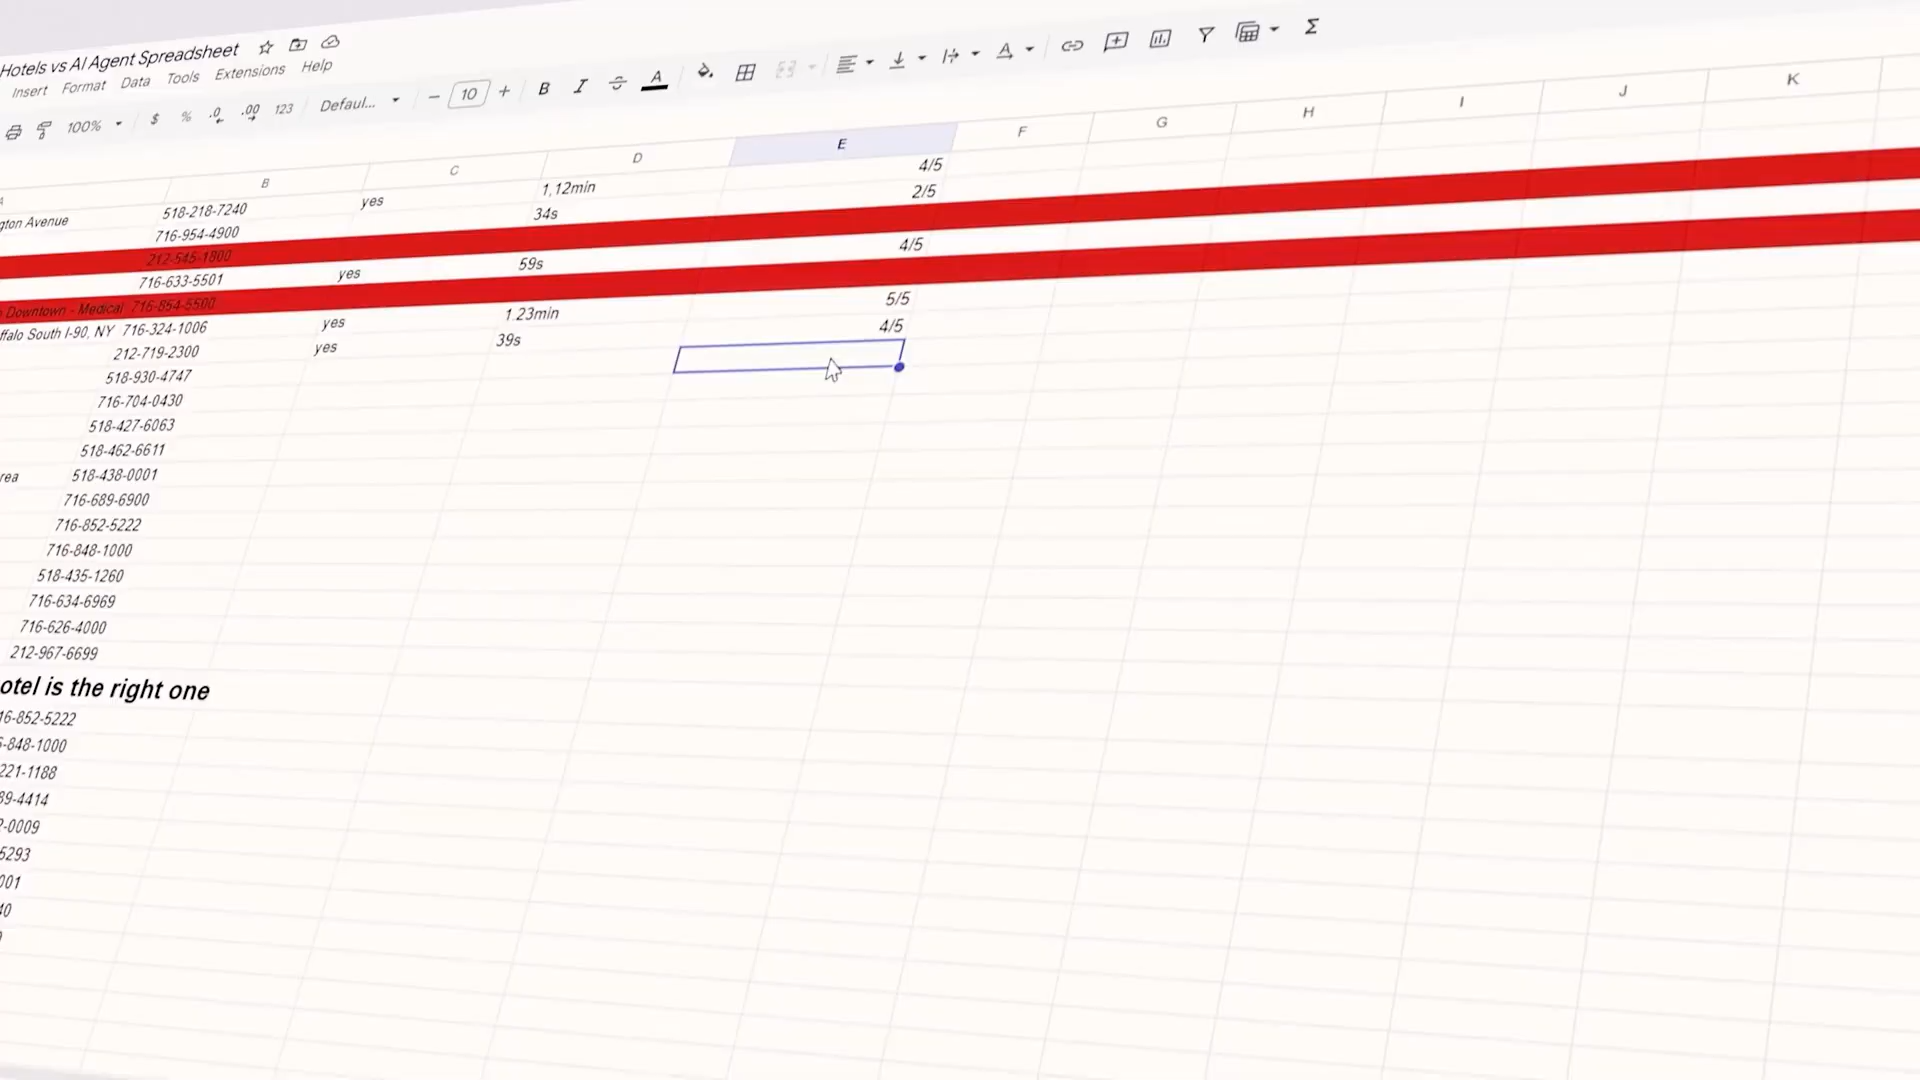 Hotels vs AI Agent Spreadsheet
Insert Format Data Tools Extensions Help
100% $ % .0 .00 123 Defaul... − 10 + B I A
B C D E F G H I J K
4/5
gton Avenue 518-218-7240 yes 1,12min 2/5
716-954-4900 34s
212-545-1800 4/5
716-633-5501 yes 59s
Downtown - Medical 716-854-5500 5/5
ffalo South I-90, NY 716-324-1006 yes 1.23min 4/5
212-719-2300 yes 39s
518-930-4747
716-704-0430
518-427-6063
518-462-6611
rea 518-438-0001
716-689-6900
716-852-5222
716-848-1000
518-435-1260
716-634-6969
716-626-4000
212-967-6699
otel is the right one
16-852-5222
-848-1000
221-1188
89-4414
-0009
5293
001
40